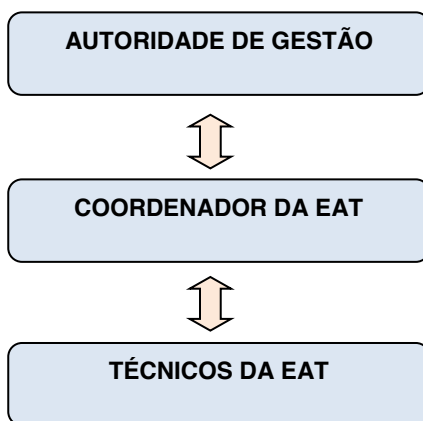 AUTORIDADE DE GESTÃO
COORDENADOR DA EAT
TÉCNICOS DA EAT